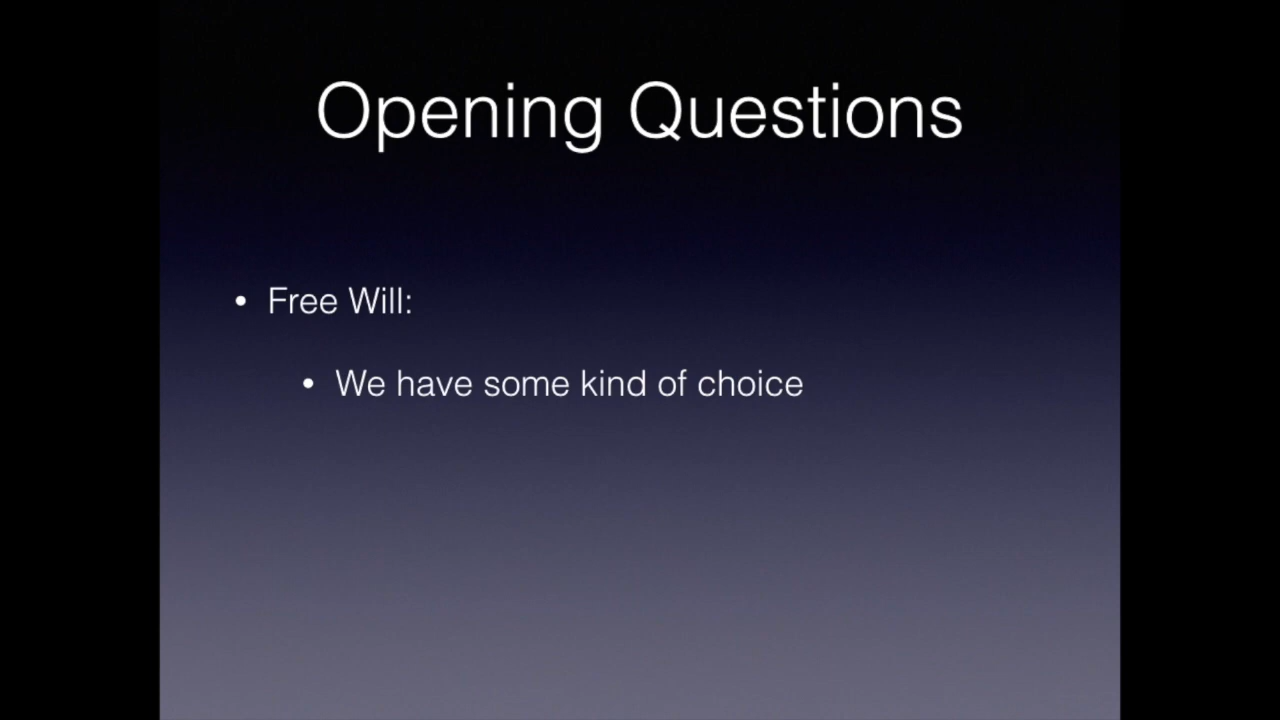 Opening Questions
• Free Will:
• We have some kind of choice